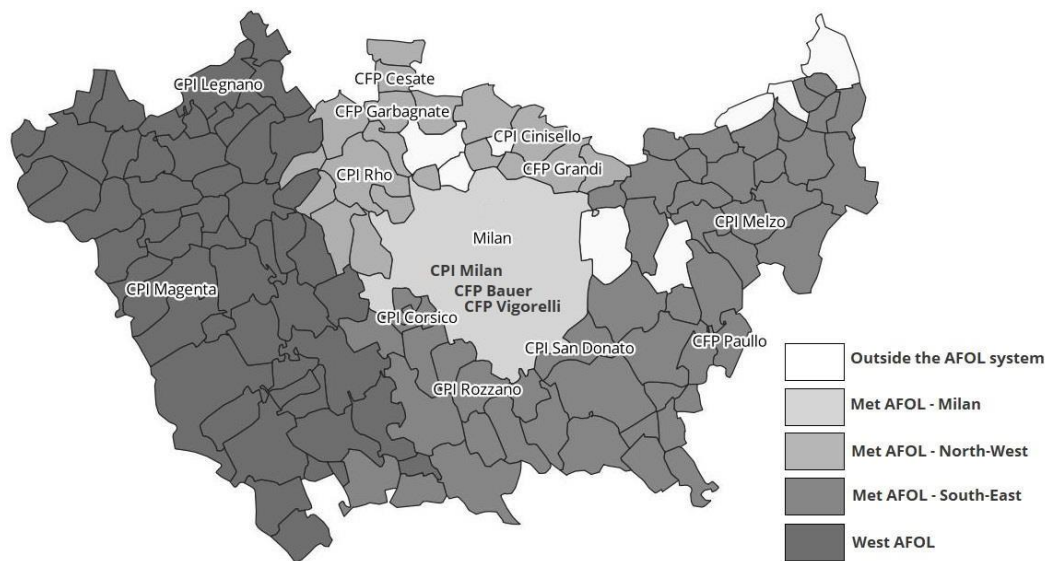 CPI Legnano
CFP Cesate
CFP Garbagnate
CPI Cinisello
CFP Grandi
CPI Rho
CPI Melzo
Milan
CPI Milan
CFP Bauer
CFP Vigorelli
CPI Magenta
CPI Corsico
CPI San Donato
CFP Paullo
CPI Rozzano
Outside the AFOL system
Met AFOL - Milan
Met AFOL - North-West
Met AFOL - South-East
West AFOL